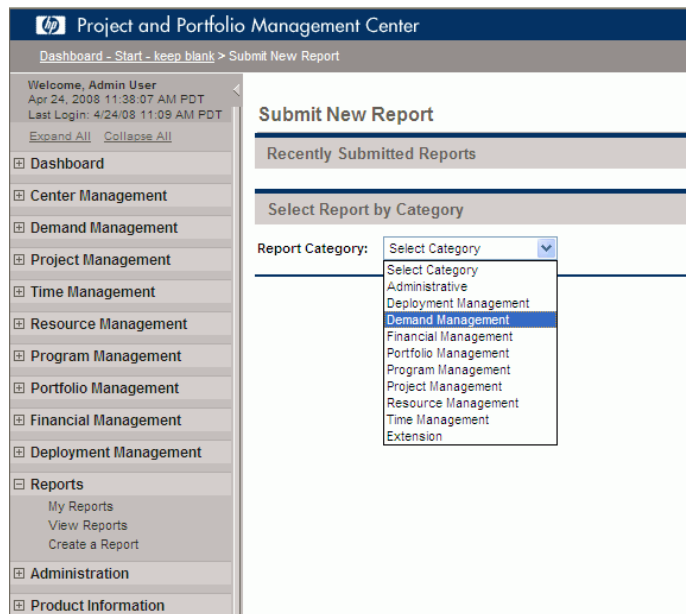 hp Project and Portfolio Management Center
Dashboard - Start - keep blank > Submit New Report
Welcome, Admin User
Apr 24, 2008 11:38:07 AM PDT
Last Login: 4/24/08 11:09 AM PDT
Expand All Collapse All
Dashboard
Center Management
Demand Management
Project Management
Time Management
Resource Management
Program Management
Portfolio Management
Financial Management
Deployment Management
Reports
My Reports
View Reports
Create a Report
Administration
Product Information
Submit New Report
Recently Submitted Reports
Select Report by Category
Report Category: Select Category
Select Category
Administrative
Deployment Management
Demand Management
Financial Management
Portfolio Management
Program Management
Project Management
Resource Management
Time Management
Extension